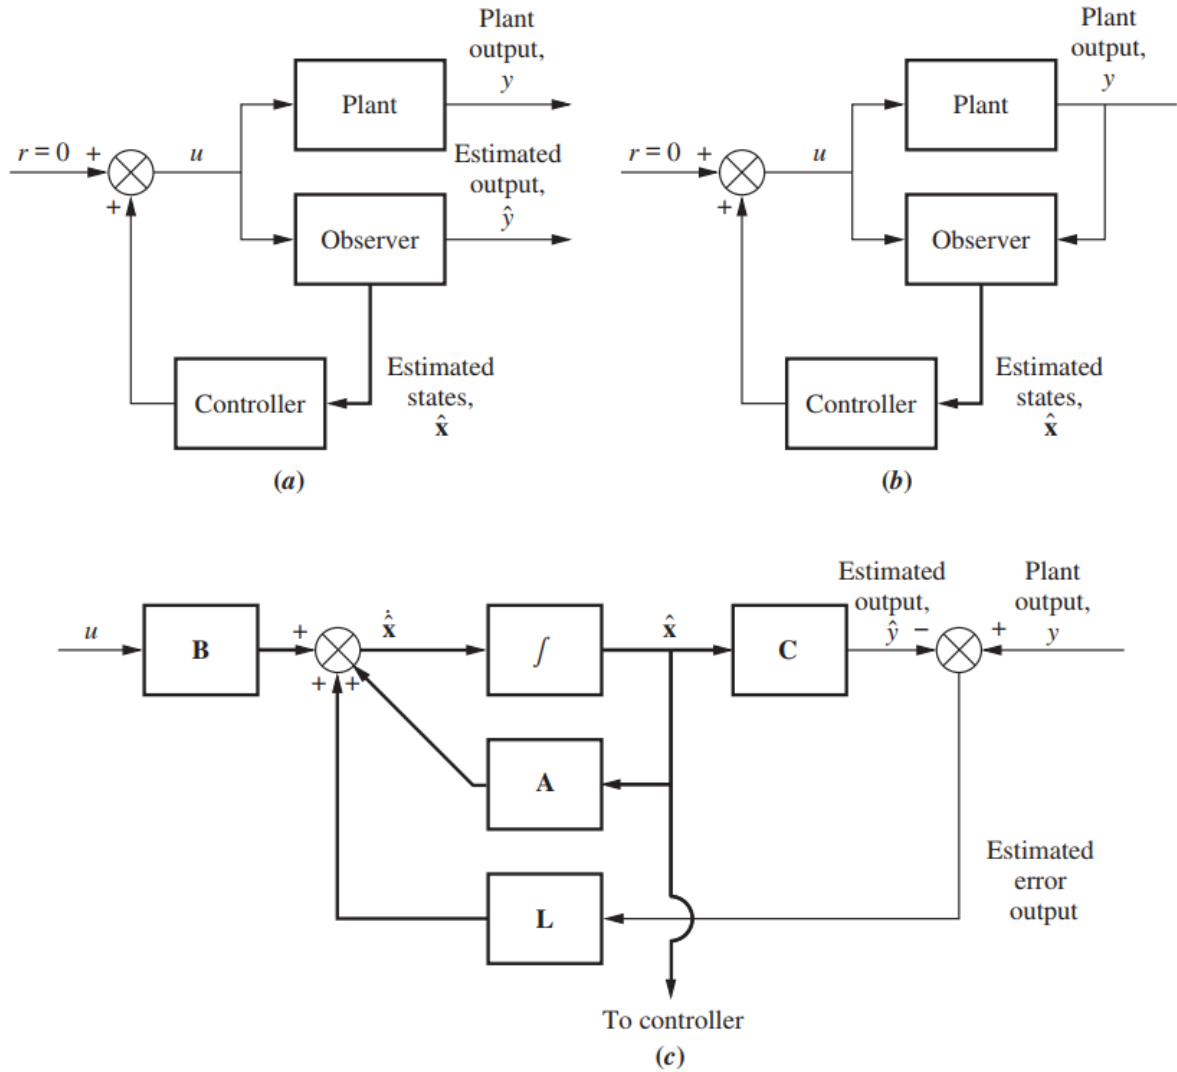 Plant
output,
y
Plant
r = 0 +
u
+
Estimated
output,
ŷ
Observer
Controller
Estimated
states,
x̂
(a)
Plant
output,
y
Plant
r = 0 +
u
+
Observer
Controller
Estimated
states,
x̂
(b)
u
B
+
+ +
x̂̇
∫
x̂
C
Estimated
output,
ŷ −
Plant
output,
+ y
A
L
Estimated
error
output
To controller
(c)